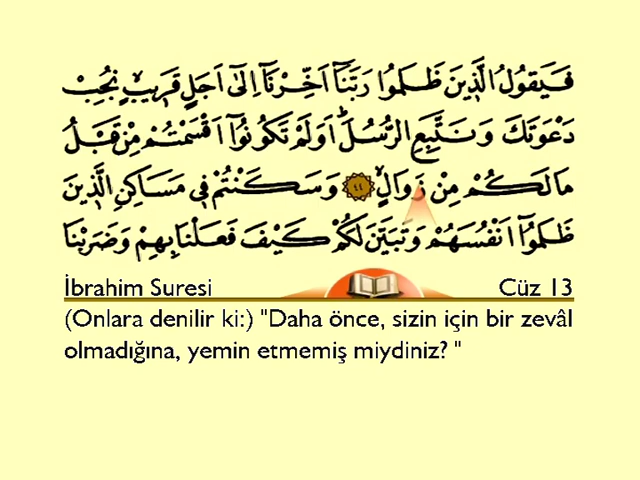 فَيَقُولُ الَّذِينَ ظَلَمُوا رَبَّنَا اَخِّرْنَا اِلٰى اَجَلٍ قَرِيبٍ نُجِبْ
دَعْوَتَكَ وَنَتَّبِعِ الرُّسُلَ اَوَلَمْ تَكُونُوا اَقْسَمْتُمْ مِنْ قَبْلُ
مَا لَكُمْ مِنْ زَوَالٍ ٤٤ وَسَكَنْتُمْ فِى مَسَاكِنِ الَّذِينَ
ظَلَمُوا اَنْفُسَهُمْ وَتَبَيَّنَ لَكُمْ كَيْفَ فَعَلْنَا بِهِمْ وَضَرَبْنَا
İbrahim Suresi Cüz 13
(Onlara denilir ki:) "Daha önce, sizin için bir zevâl
olmadığına, yemin etmemiş miydiniz? "